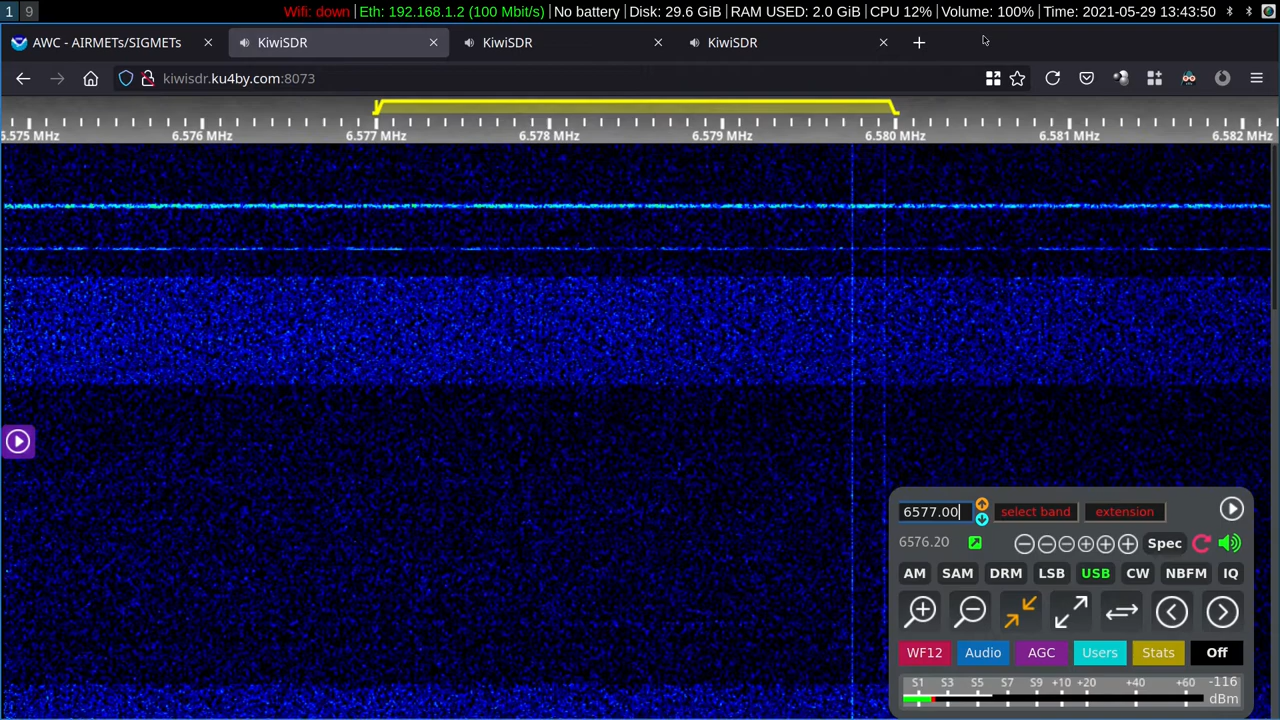 1 9 Wifi: down|Eth: 192.168.1.2 (100 Mbit/s)|No battery|Disk: 29.6 GiB|RAM USED: 2.0 GiB|CPU 12%|Volume: 100%|Time: 2021-05-29 13:43:50
AWC - AIRMETs/SIGMETs KiwiSDR KiwiSDR KiwiSDR
kiwisdr.ku4by.com:8073
5.575 MHz 6.576 MHz 6.577 MHz 6.578 MHz 6.579 MHz 6.580 MHz 6.581 MHz 6.582 MHz
6577.00 select band extension
6576.20 Spec
AM SAM DRM LSB USB CW NBFM IQ
WF12 Audio AGC Users Stats Off
S1 S3 S5 S7 S9 +10 +20 +40 +60 -116
dBm